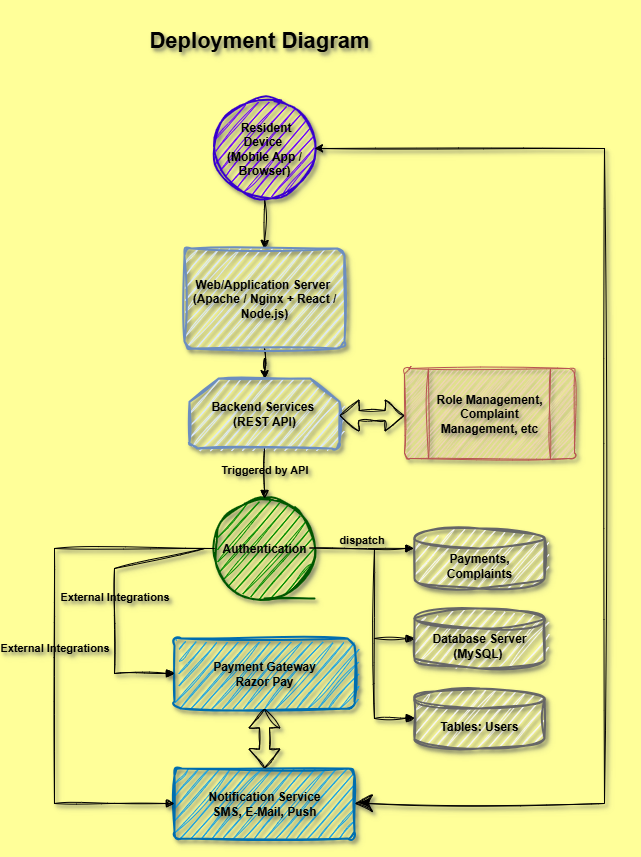 Deployment Diagram
Resident
Device
(Mobile App /
Browser)
Web/Application Server
(Apache / Nginx + React /
Node.js)
Backend Services
(REST API)
Role Management,
Complaint
Management, etc
Triggered by API
Authentication
dispatch
Payments,
Complaints
External Integrations
External Integrations
Database Server
(MySQL)
Payment Gateway
Razor Pay
Tables: Users
Notification Service
SMS, E-Mail, Push